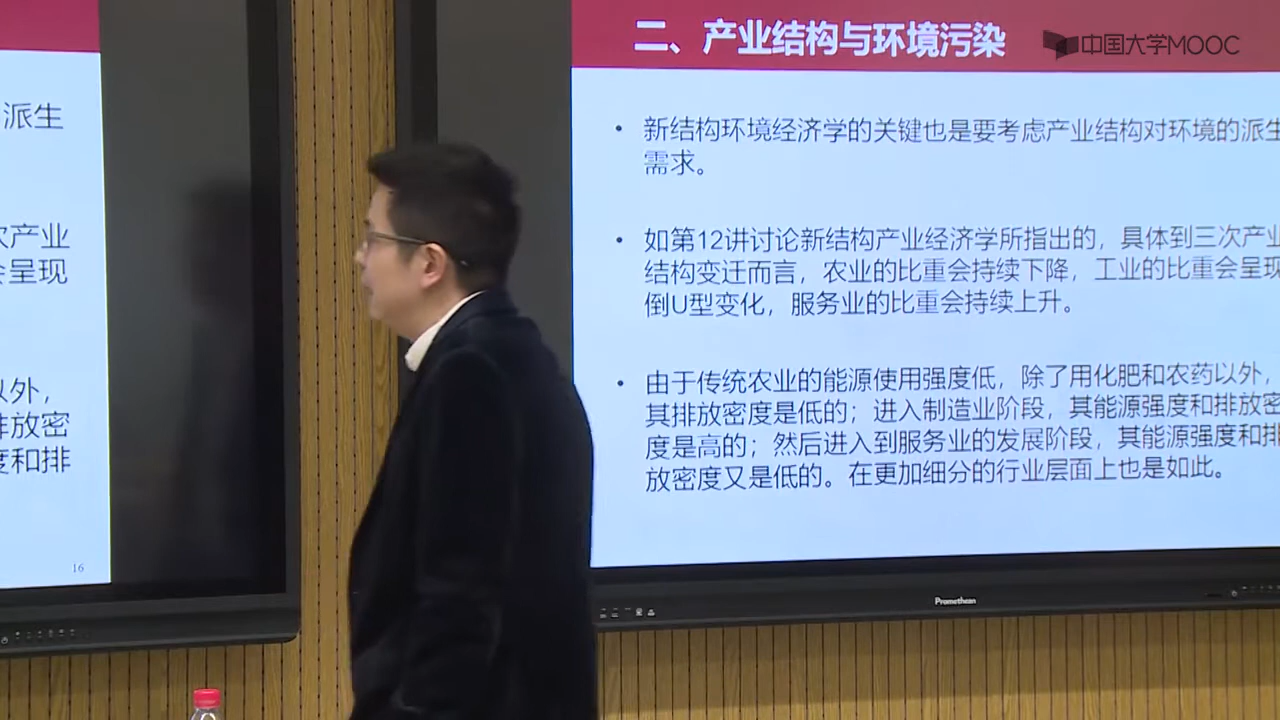 派生
次产业
会呈现
以外，
非放密
度和排
16
二、产业结构与环境污染
中国大学MOOC
• 新结构环境经济学的关键也是要考虑产业结构对环境的派生
需求。
• 如第12讲讨论新结构产业经济学所指出的，具体到三次产业
结构变迁而言，农业的比重会持续下降，工业的比重会呈现
倒U型变化，服务业的比重会持续上升。
• 由于传统农业的能源使用强度低，除了用化肥和农药以外，
其排放密度是低的；进入制造业阶段，其能源强度和排放密
度是高的；然后进入到服务业的发展阶段，其能源强度和排
放密度又是低的。在更加细分的行业层面上也是如此。
Promethean